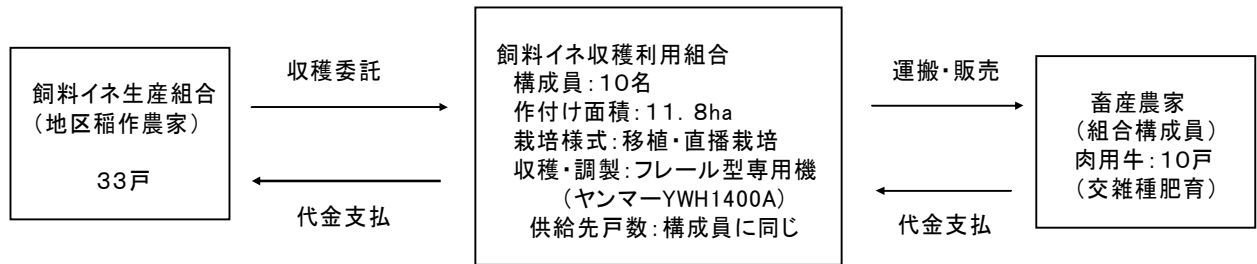 飼料イネ生産組合
(地区稲作農家)
33戸
収穫委託
代金支払
飼料イネ収穫利用組合
構成員:10名
作付け面積:11.8ha
栽培様式:移植・直播栽培
収穫・調製:フレール型専用機
(ヤンマーYWH1400A)
供給先戸数:構成員に同じ
運搬・販売
代金支払
畜産農家
(組合構成員)
肉用牛:10戸
(交雑種肥育)